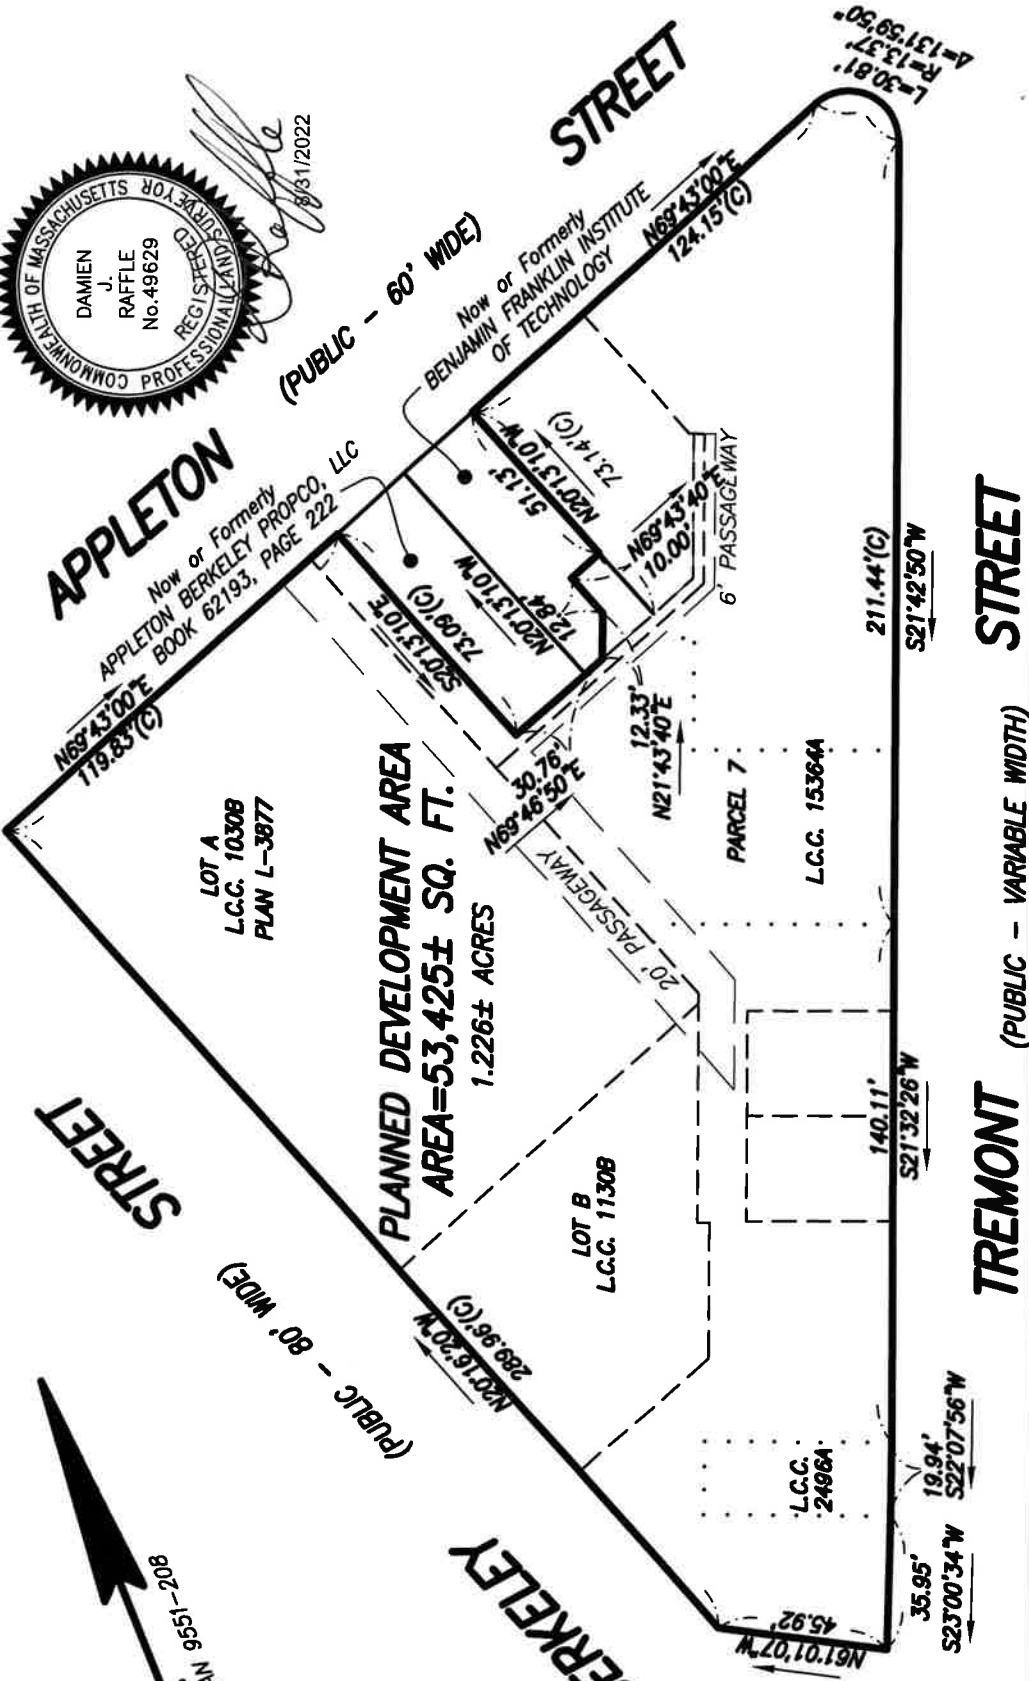 COMMONWEALTH OF MASSACHUSETTS
DAMIEN
J.
RAFFLE
No.49629
REGISTERED
PROFESSIONAL LAND SURVEYOR
8/31/2022
APPLETON STREET
(PUBLIC - 60' WIDE)
Now or Formerly
APPLETON BERKELEY PROPCO, LLC
BOOK 62193, PAGE 222
Now or Formerly
BENJAMIN FRANKLIN INSTITUTE
OF TECHNOLOGY
N69°43'00"E
119.83'(C)
N69°43'00"E
124.15'(C)
L=30.81'
R=13.37'
Δ=131°59'50"
LOT A
L.C.C. 1030B
PLAN L-3877
PLANNED DEVELOPMENT AREA
AREA=53,425± SQ. FT.
1.226± ACRES
S20°13'10"E
73.09'(C)
N20°13'10"W
12.84'
51.13'
N20°13'10"W
73.14'(C)
N69°43'40"E
10.00'
6' PASSAGEWAY
12.33'
N21°43'40"E
30.76'
N69°46'50"E
20' PASSAGEWAY
PARCEL 7
L.C.C. 15364A
LOT B
L.C.C. 1130B
L.C.C.
2496A
STREET
(PUBLIC - 80' WIDE)
N20°16'20"W
289.96'(C)
N61°01'07"W
45.92'
35.95'
S23°00'34"W
19.94'
S22°07'56"W
140.11'
S21°32'26"W
211.44'(C)
S21°42'50"W
TREMONT STREET
(PUBLIC - VARIABLE WIDTH)
ERKELEY
AN 9551-20B